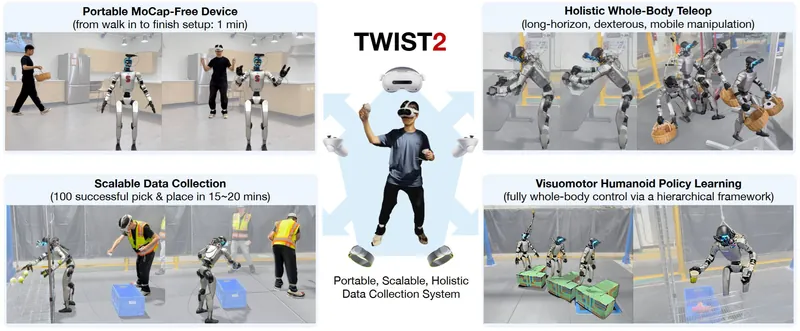 Portable MoCap-Free Device
(from walk in to finish setup: 1 min)
TWIST2
Holistic Whole-Body Teleop
(long-horizon, dexterous, mobile manipulation)
Scalable Data Collection
(100 successful pick & place in 15~20 mins)
Portable, Scalable, Holistic
Data Collection System
Visuomotor Humanoid Policy Learning
(fully whole-body control via a hierarchical framework)